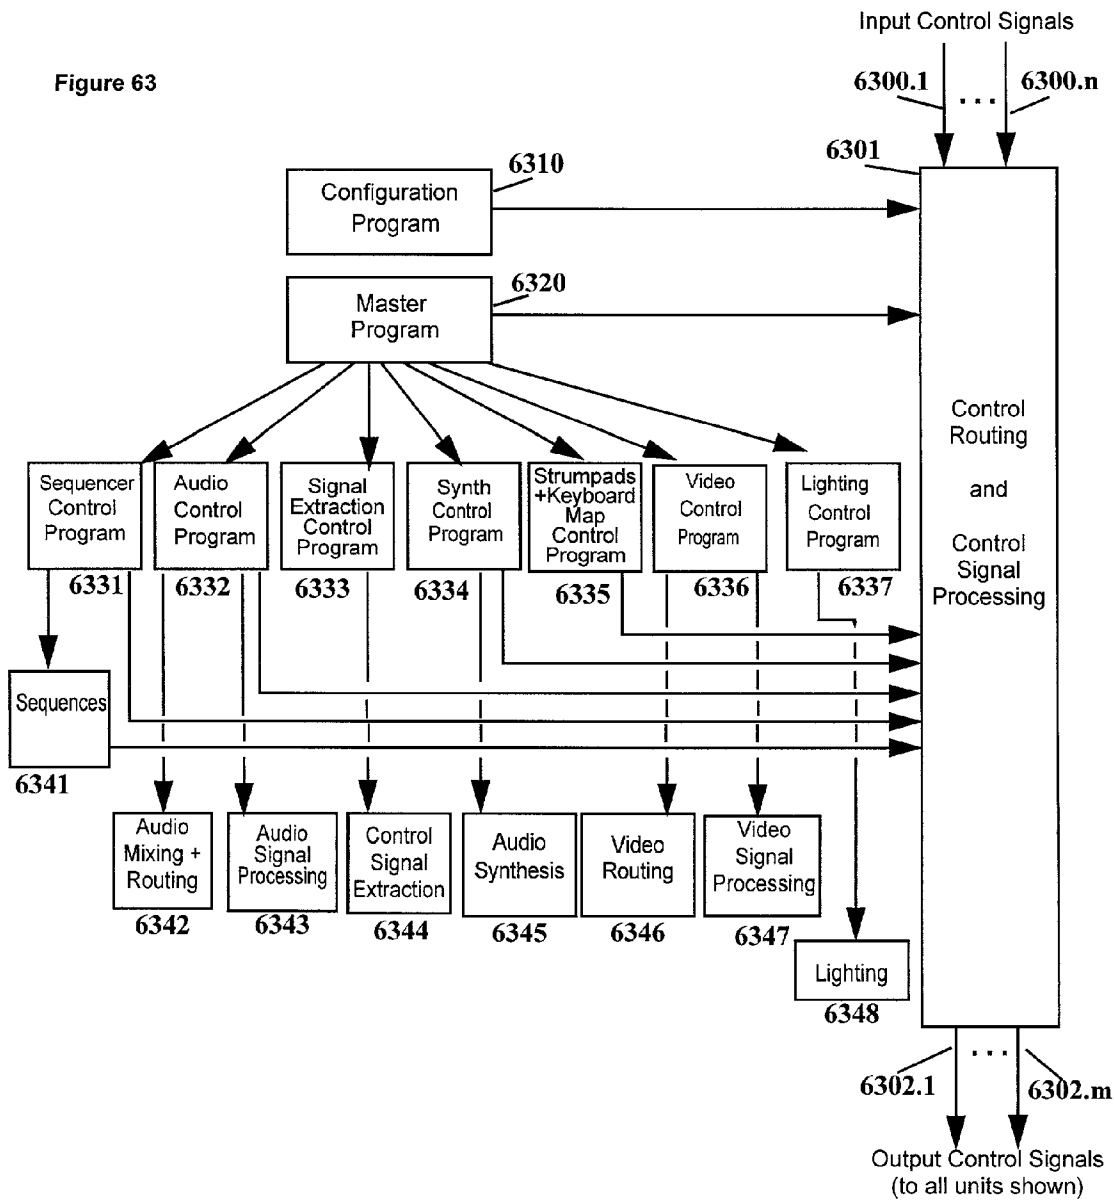 Input Control Signals
Figure 63
6300.1
...
6300.n
6301
6310
Configuration
Program
6320
Master
Program
Control
Routing
and
Control
Signal
Processing
Sequencer
Control
Program
6331
Audio
Control
Program
6332
Signal
Extraction
Control
Program
6333
Synth
Control
Program
6334
Strumpads
+Keyboard
Map
Control
Program
6335
Video
Control
Program
6336
Lighting
Control
Program
6337
Sequences
6341
Audio
Mixing +
Routing
6342
Audio
Signal
Processing
6343
Control
Signal
Extraction
6344
Audio
Synthesis
6345
Video
Routing
6346
Video
Signal
Processing
6347
Lighting
6348
6302.1
...
6302.m
Output Control Signals
(to all units shown)